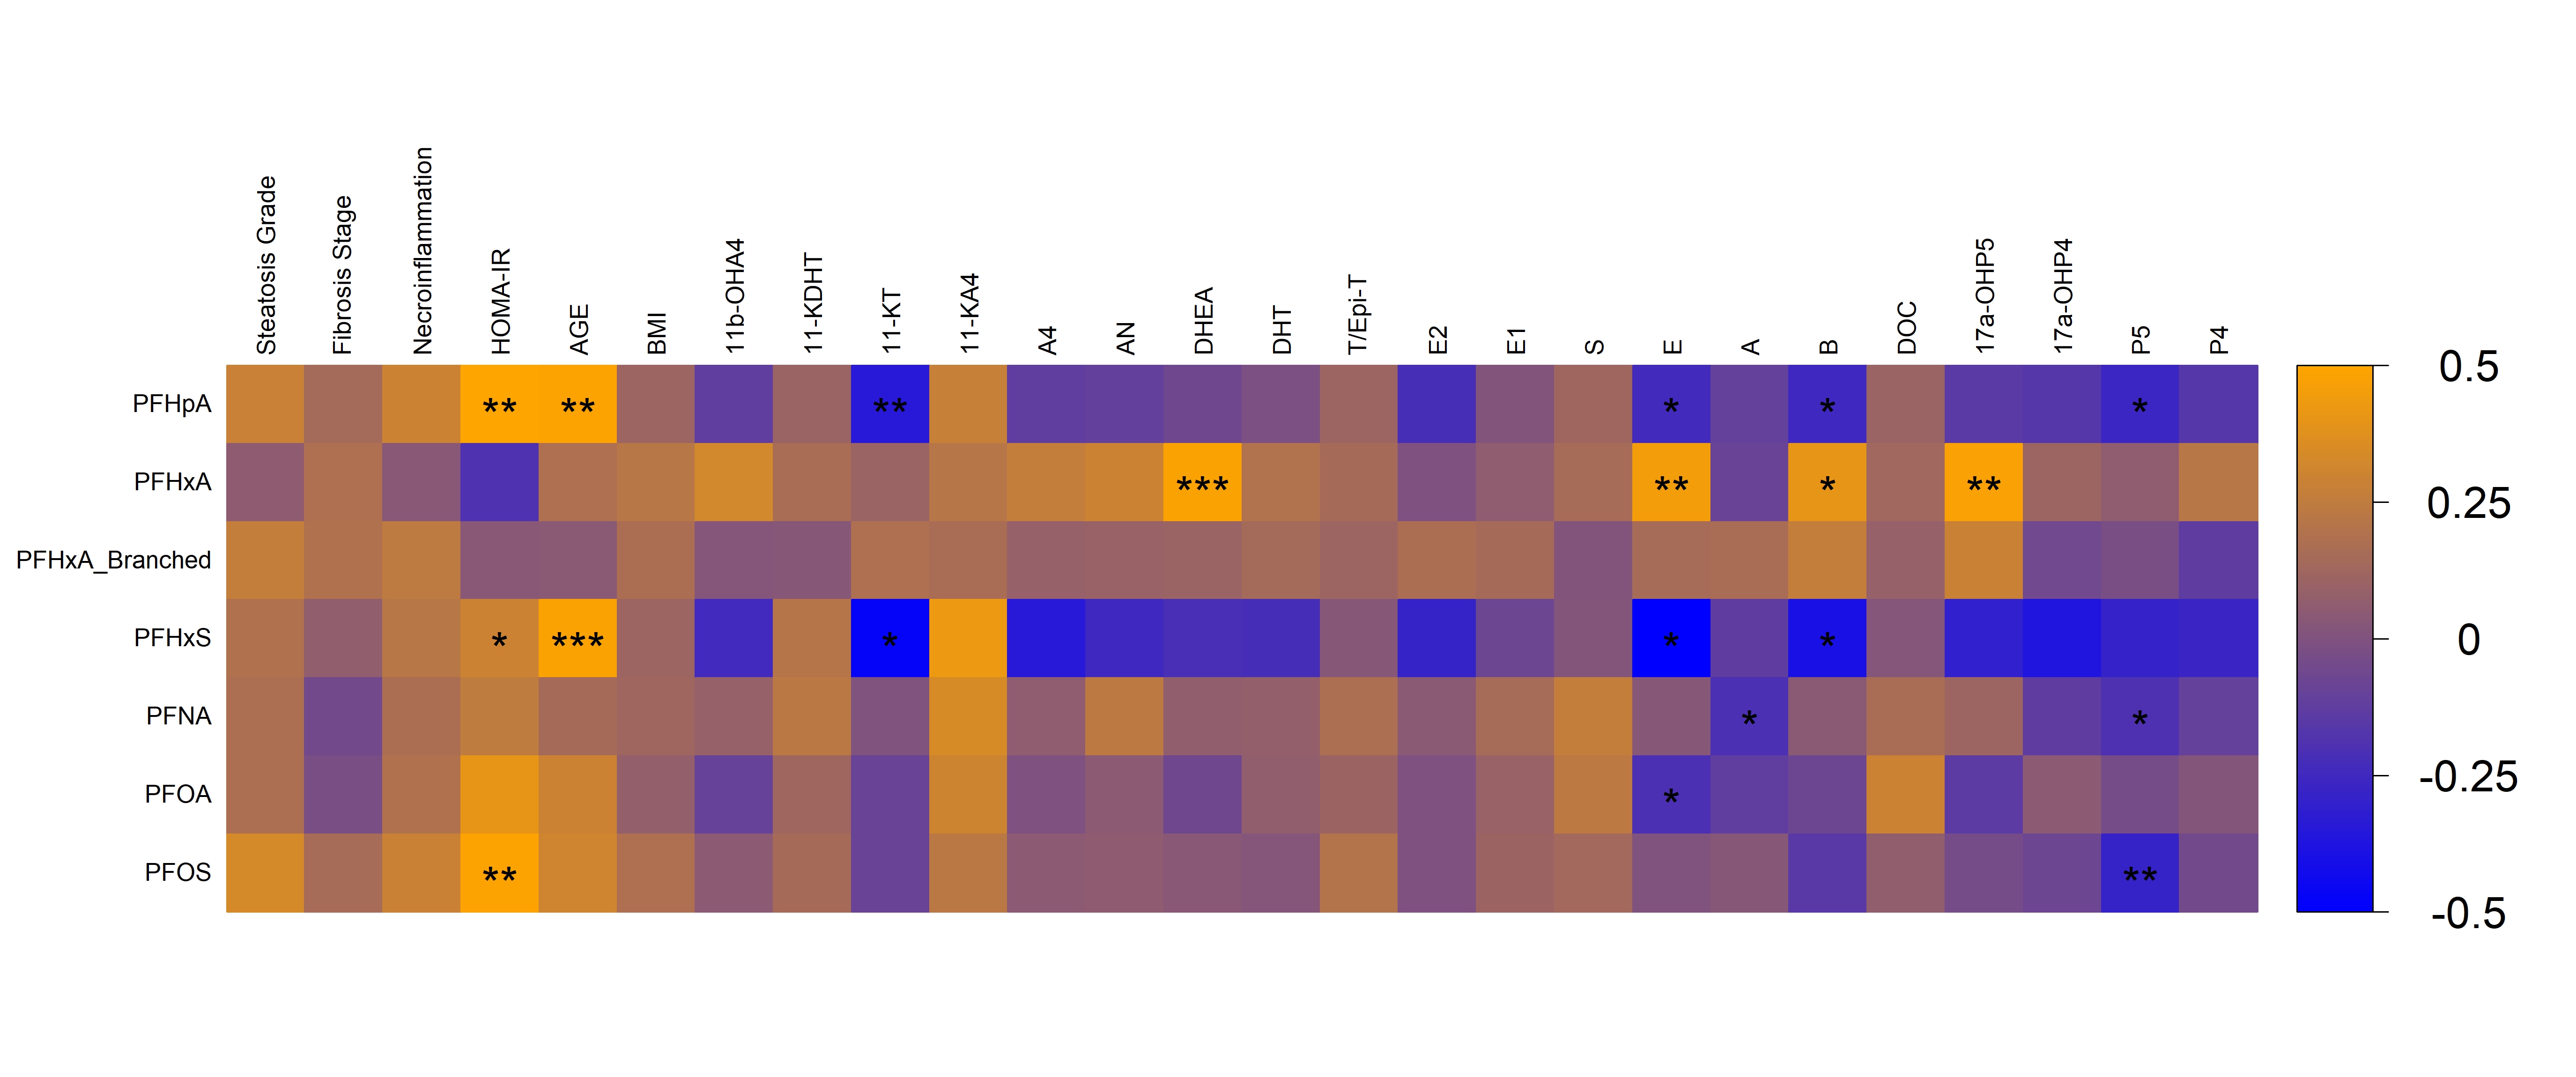 Steatosis Grade
Fibrosis Stage
Necroinflammation
HOMA-IR
AGE
BMI
11b-OHA4
11-KDHT
11-KT
11-KA4
A4
AN
DHEA
DHT
T/Epi-T
E2
E1
S
E
A
B
DOC
17a-OHP5
17a-OHP4
P5
P4
PFHpA ** ** ** * * *
PFHxA *** ** * **
PFHxA_Branched
PFHxS * *** * * *
PFNA * *
PFOA *
PFOS ** **
0.5
0.25
0
-0.25
-0.5